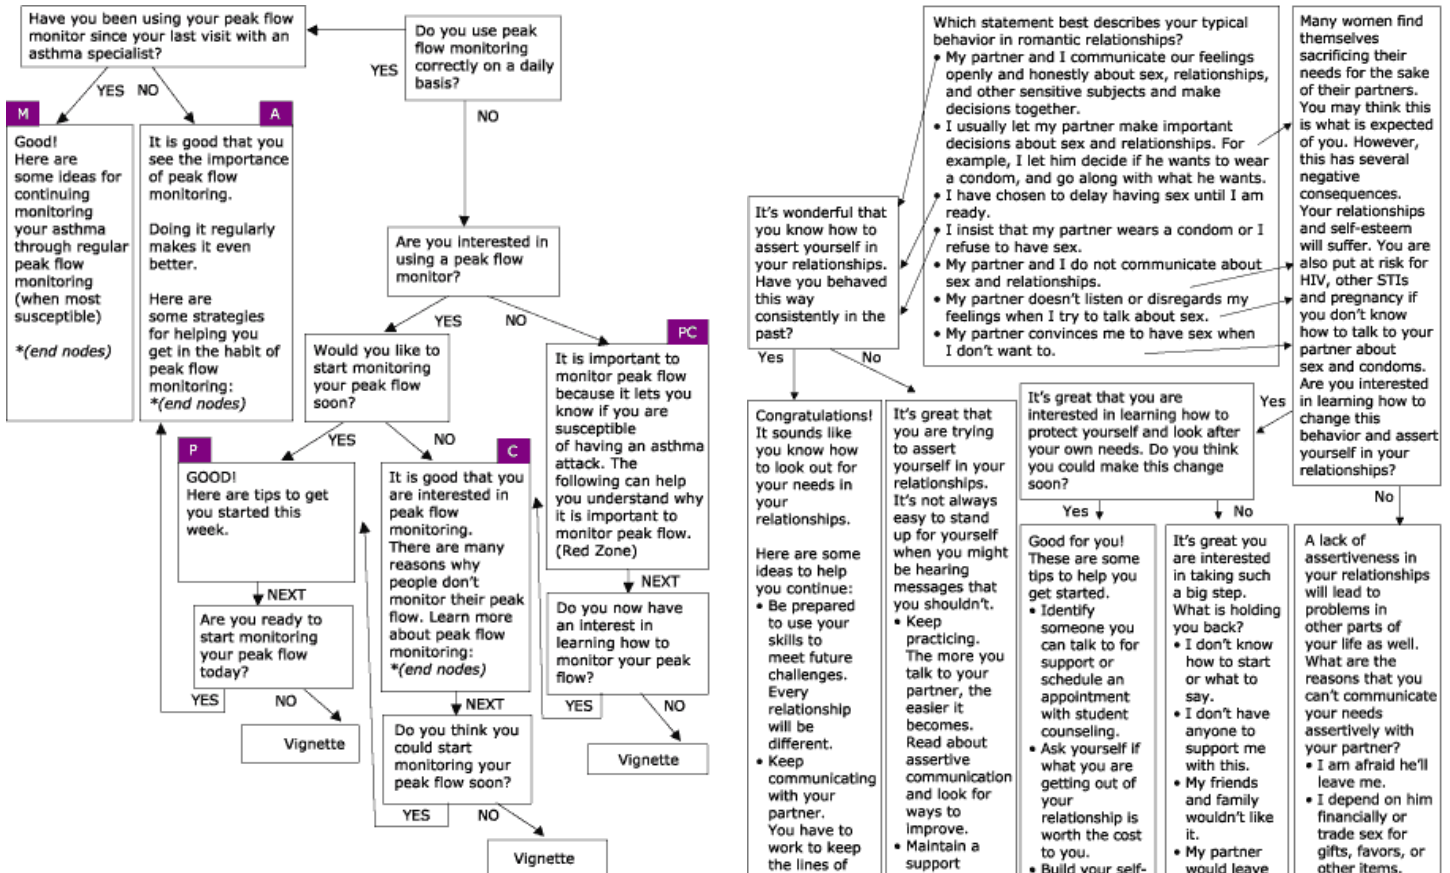 Have you been using your peak flow
monitor since your last visit with an
asthma specialist?
Do you use peak
flow monitoring
correctly on a daily
basis?
YES
YES NO
NO
M
Good!
Here are
some ideas for
continuing
monitoring
your asthma
through regular
peak flow
monitoring
(when most
susceptible)
*(end nodes)
A
It is good that you
see the importance
of peak flow
monitoring.
Doing it regularly
makes it even
better.
Here are
some strategies
for helping you
get in the habit of
peak flow
monitoring:
*(end nodes)
Are you interested in
using a peak flow
monitor?
YES
NO
Would you like to
start monitoring
your peak flow
soon?
YES
NO
PC
It is important to
monitor peak flow
because it lets you
know if you are
susceptible
of having an asthma
attack. The
following can help
you understand why
it is important to
monitor peak flow.
(Red Zone)
NEXT
Do you now have
an interest in
learning how to
monitor your peak
flow?
YES
NO
Vignette
P
GOOD!
Here are tips to get
you started this
week.
NEXT
Are you ready to
start monitoring
your peak flow
today?
YES
NO
Vignette
C
It is good that you
are interested in
peak flow
monitoring.
There are many
reasons why
people don't
monitor their peak
flow. Learn more
about peak flow
monitoring:
*(end nodes)
NEXT
Do you think you
could start
monitoring your
peak flow soon?
YES
NO
Vignette
Which statement best describes your typical
behavior in romantic relationships?
• My partner and I communicate our feelings
openly and honestly about sex, relationships,
and other sensitive subjects and make
decisions together.
• I usually let my partner make important
decisions about sex and relationships. For
example, I let him decide if he wants to wear
a condom, and go along with what he wants.
• I have chosen to delay having sex until I am
ready.
• I insist that my partner wears a condom or I
refuse to have sex.
• My partner and I do not communicate about
sex and relationships.
• My partner doesn't listen or disregards my
feelings when I try to talk about sex.
• My partner convinces me to have sex when
I don't want to.
Many women find
themselves
sacrificing their
needs for the sake
of their partners.
You may think this
is what is expected
of you. However,
this has several
negative
consequences.
Your relationships
and self-esteem
will suffer. You are
also put at risk for
HIV, other STIs
and pregnancy if
you don't know
how to talk to your
partner about
sex and condoms.
Are you interested
in learning how to
change this
behavior and assert
yourself in your
relationships?
It's wonderful that
you know how to
assert yourself in
your relationships.
Have you behaved
this way
consistently in the
past?
Yes
No
Congratulations!
It sounds like
you know how
to look out for
your needs in
your
relationships.
Here are some
ideas to help
you continue:
• Be prepared
to use your
skills to
meet future
challenges.
Every
relationship
will be
different.
• Keep
communicating
with your
partner.
You have to
work to keep
the lines of
It's great that
you are trying
to assert
yourself in your
relationships.
It's not always
easy to stand
up for yourself
when you might
be hearing
messages that
you shouldn't.
• Keep
practicing.
The more you
talk to your
partner, the
easier it
becomes.
Read about
assertive
communication
and look for
ways to
improve.
• Maintain a
support
It's great that you are
interested in learning how to
protect yourself and look after
your own needs. Do you think
you could make this change
soon?
Yes
No
Yes
No
Good for you!
These are some
tips to help you
get started.
• Identify
someone you
can talk to for
support or
schedule an
appointment
with student
counseling.
• Ask yourself if
what you are
getting out of
your
relationship is
worth the cost
to you.
• Build your self-
It's great you
are interested
in taking such
a big step.
What is holding
you back?
• I don't know
how to start
or what to
say.
• I don't have
anyone to
support me
with this.
• My friends
and family
wouldn't like
it.
• My partner
would leave
A lack of
assertiveness in
your relationships
will lead to
problems in
other parts of
your life as well.
What are the
reasons that you
can't communicate
your needs
assertively with
your partner?
• I am afraid he'll
leave me.
• I depend on him
financially or
trade sex for
gifts, favors, or
other items.